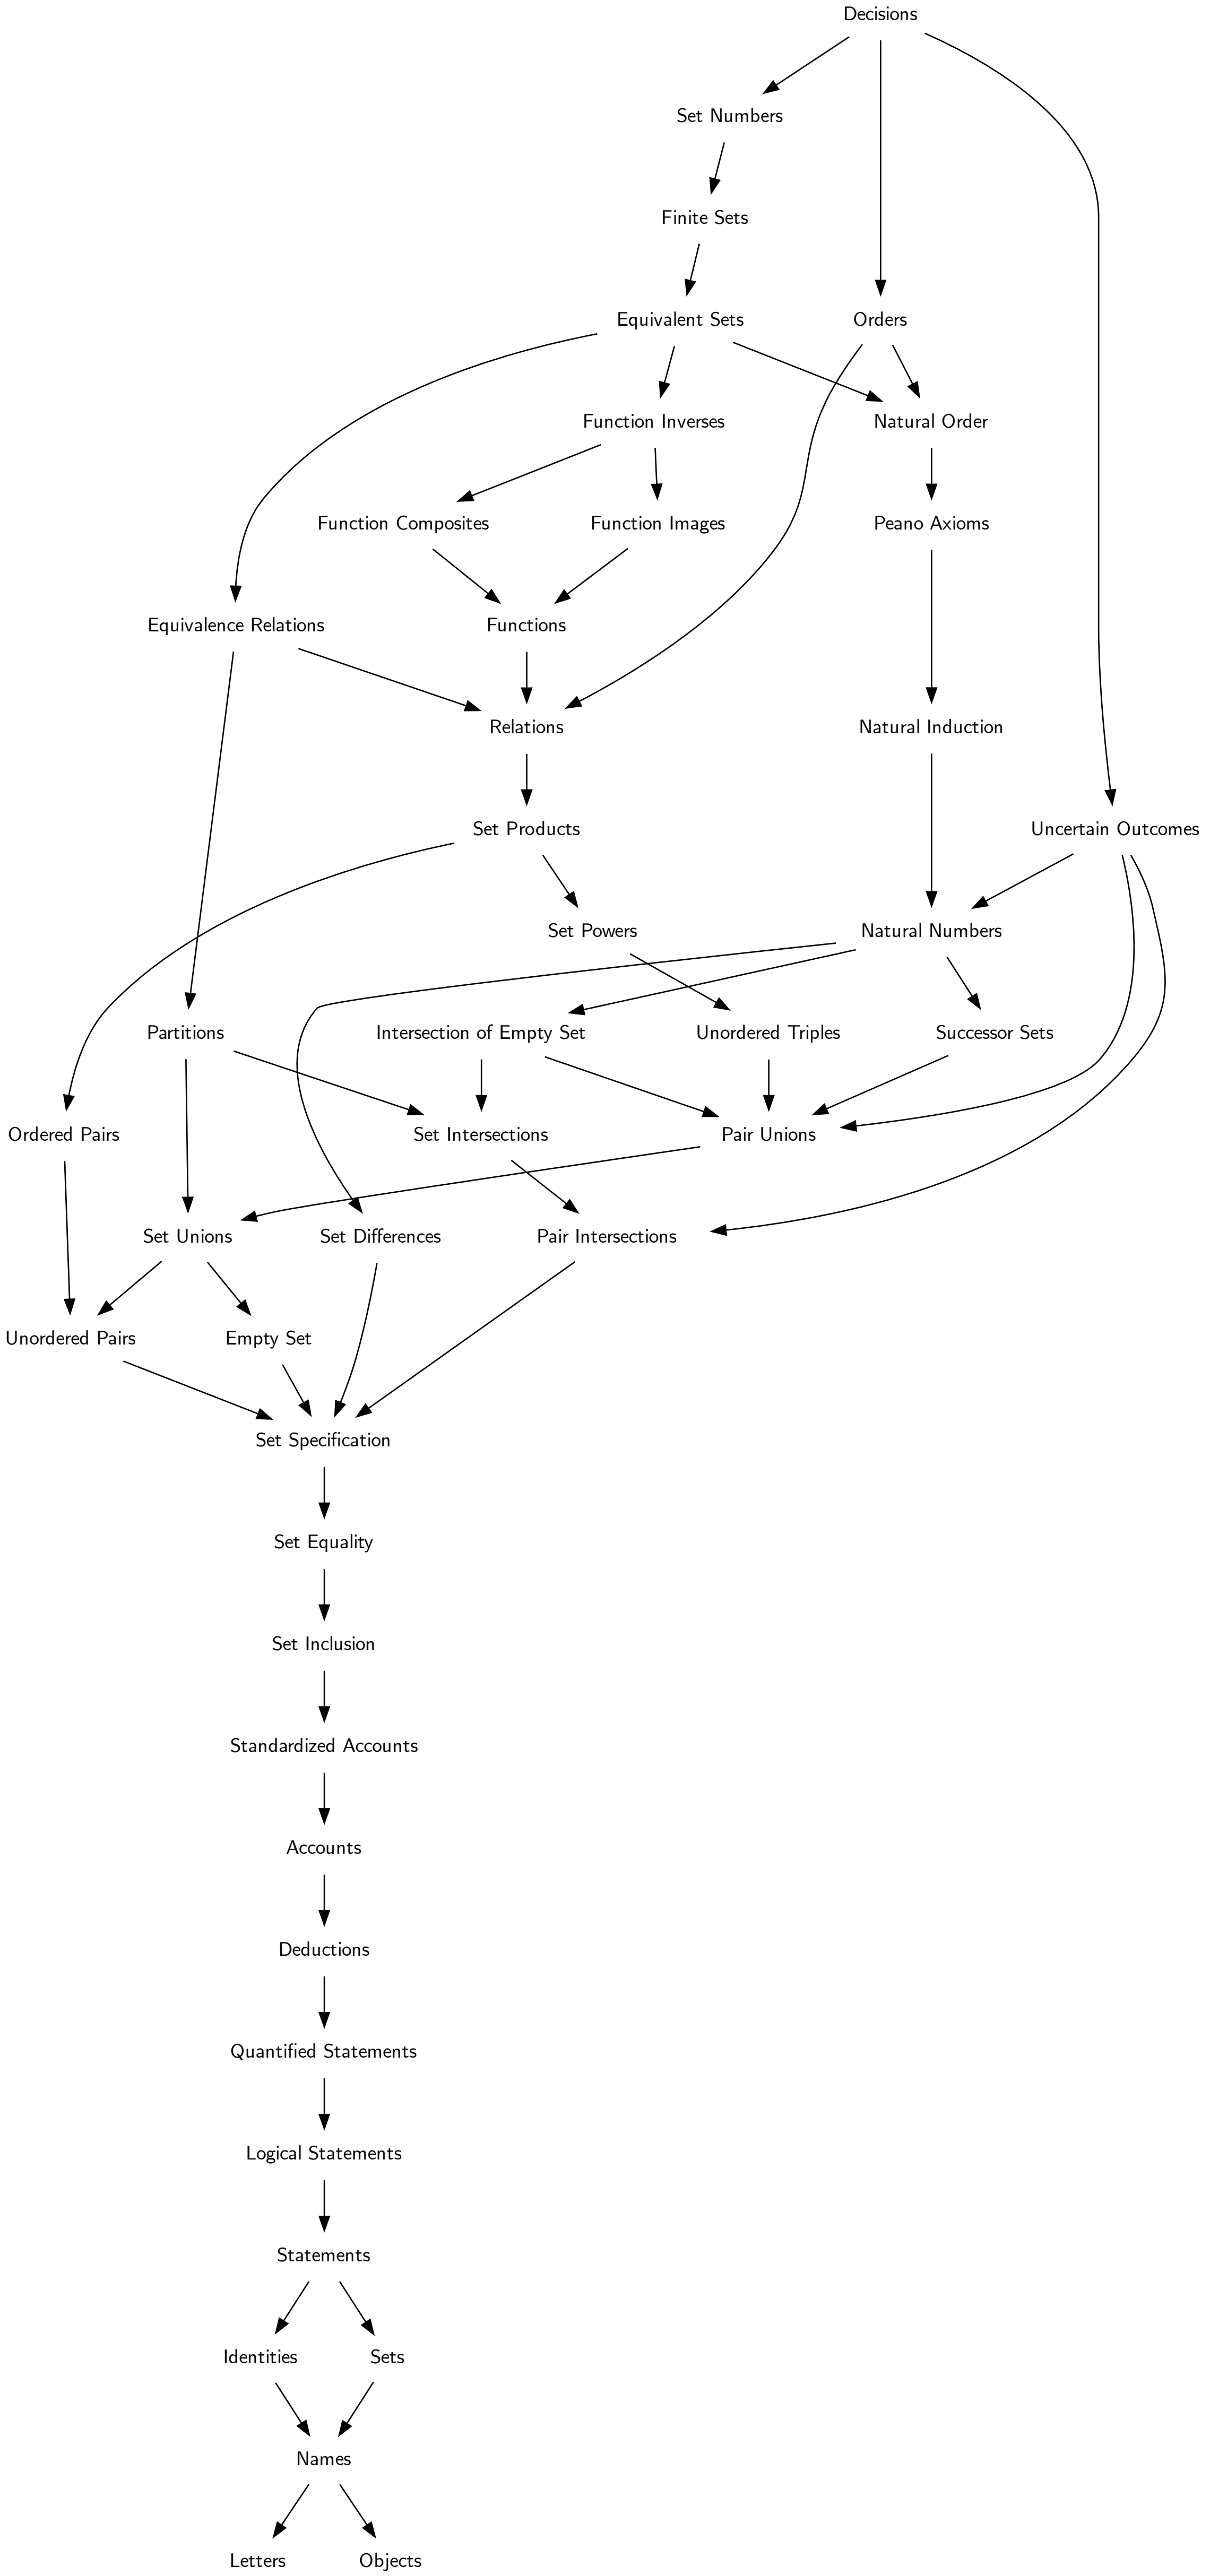 Decisions
Set Numbers
Finite Sets
Equivalent Sets
Orders
Function Inverses
Natural Order
Function Composites
Function Images
Peano Axioms
Equivalence Relations
Functions
Relations
Natural Induction
Set Products
Uncertain Outcomes
Set Powers
Natural Numbers
Partitions
Intersection of Empty Set
Unordered Triples
Successor Sets
Ordered Pairs
Set Intersections
Pair Unions
Set Unions
Set Differences
Pair Intersections
Unordered Pairs
Empty Set
Set Specification
Set Equality
Set Inclusion
Standardized Accounts
Accounts
Deductions
Quantified Statements
Logical Statements
Statements
Identities
Sets
Names
Letters
Objects